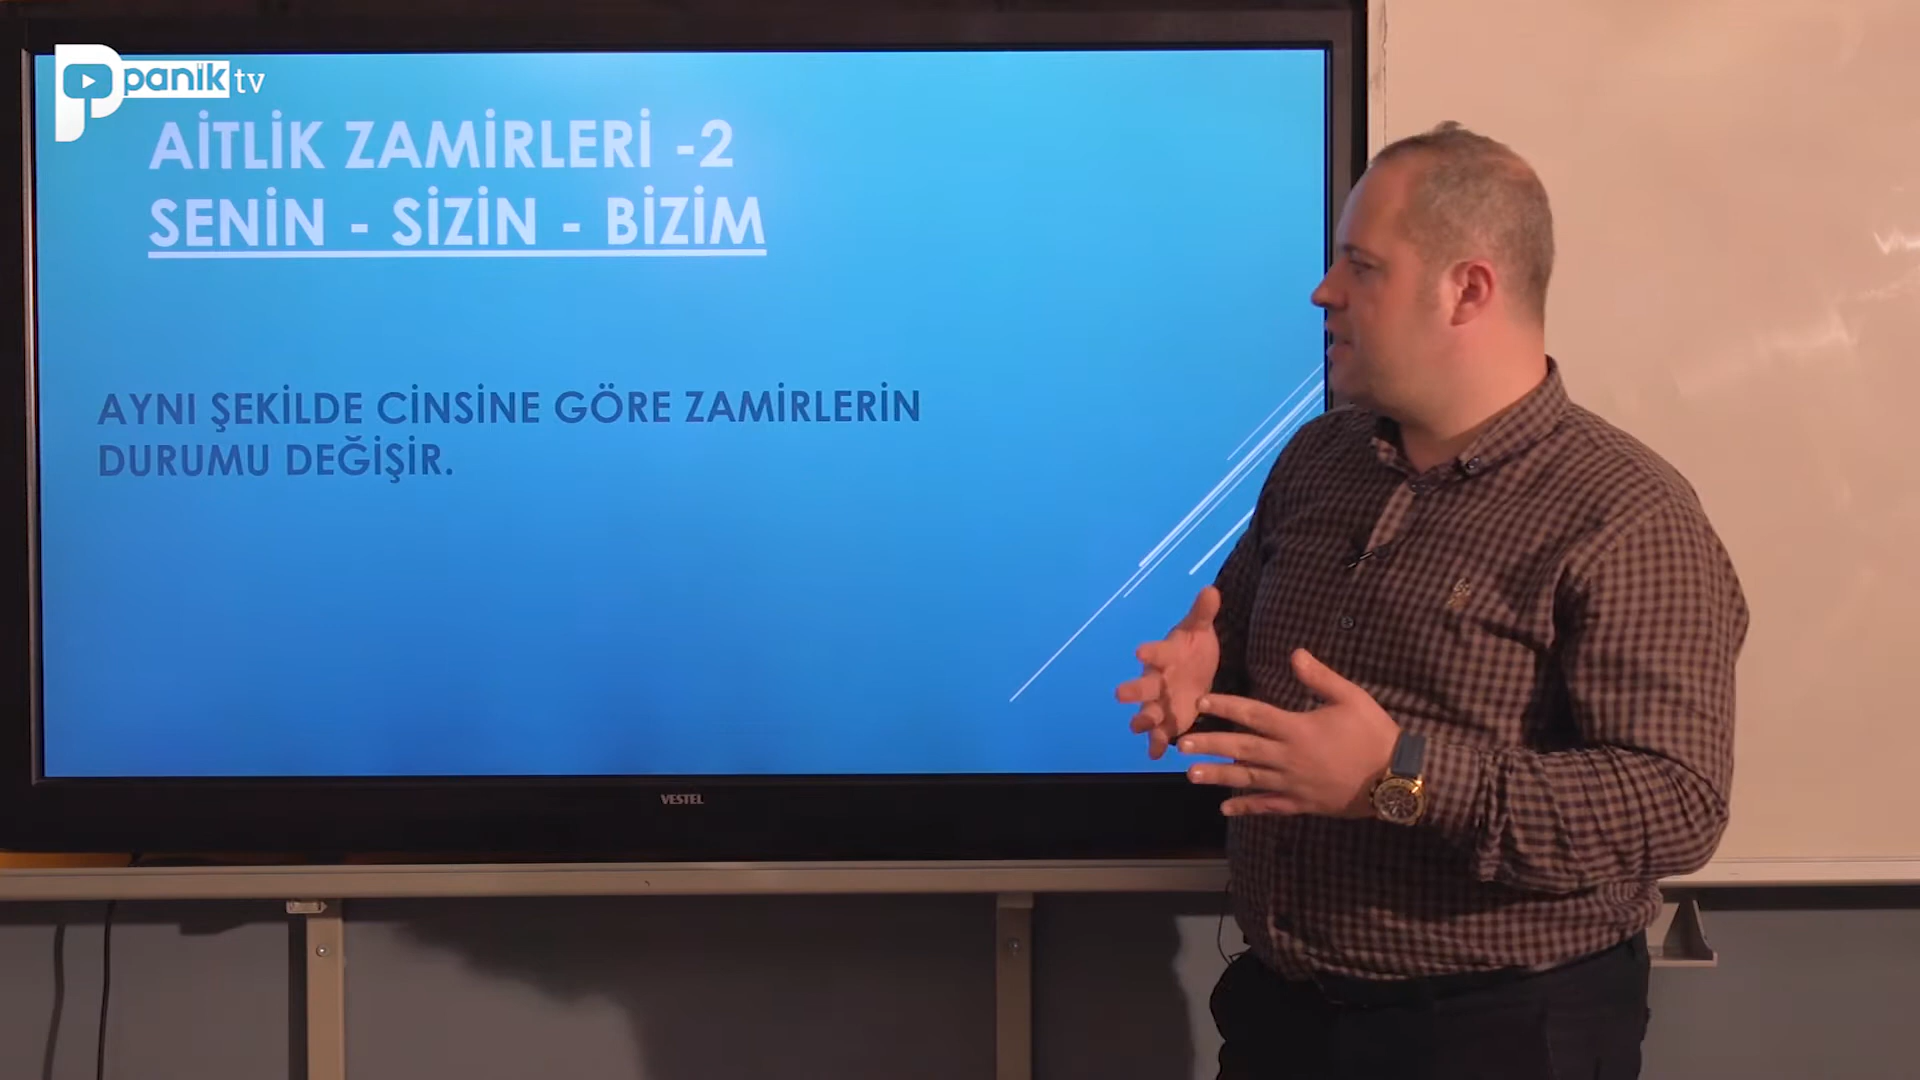 panik tv
AİTLİK ZAMİRLERİ -2
SENİN - SİZİN - BİZİM
AYNI ŞEKİLDE CİNSİNE GÖRE ZAMİRLERİN
DURUMU DEĞİŞİR.
VESTEL